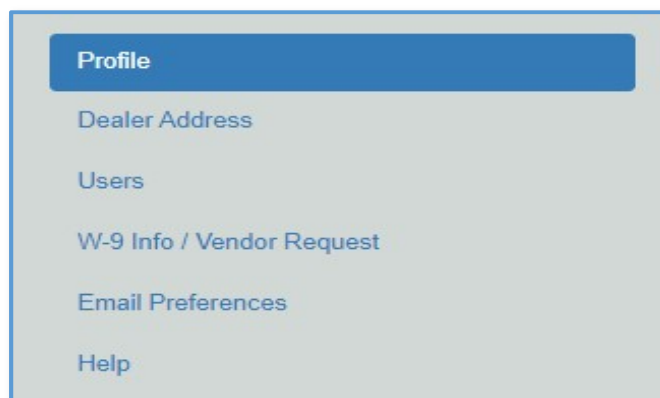 Profile
Dealer Address
Users
W-9 Info / Vendor Request
Email Preferences
Help